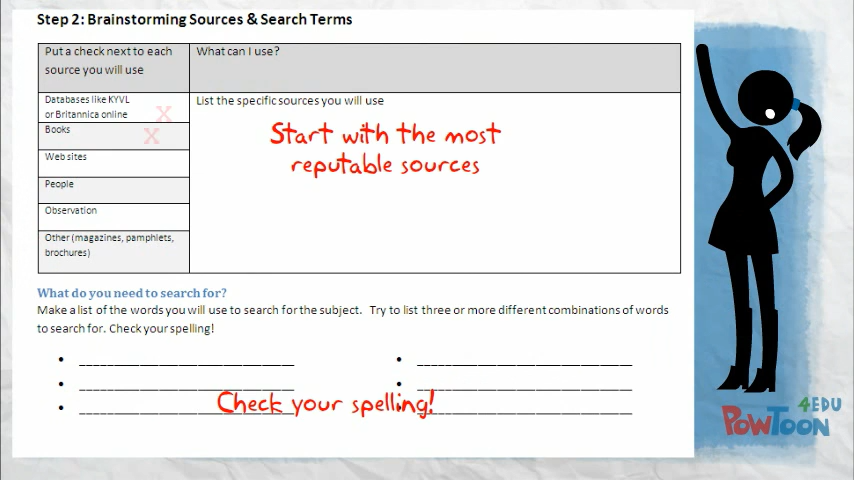 Step 2: Brainstorming Sources & Search Terms
Put a check next to each
source you will use
What can I use?
Databases like KYVL
or Britannica online
X
Books
X
Web sites
People
Observation
Other (magazines, pamphlets,
brochures)
List the specific sources you will use
Start with the most
reputable sources
What do you need to search for?
Make a list of the words you will use to search for the subject. Try to list three or more different combinations of words
to search for. Check your spelling!
Check your spelling!
4EDU
POWTOON